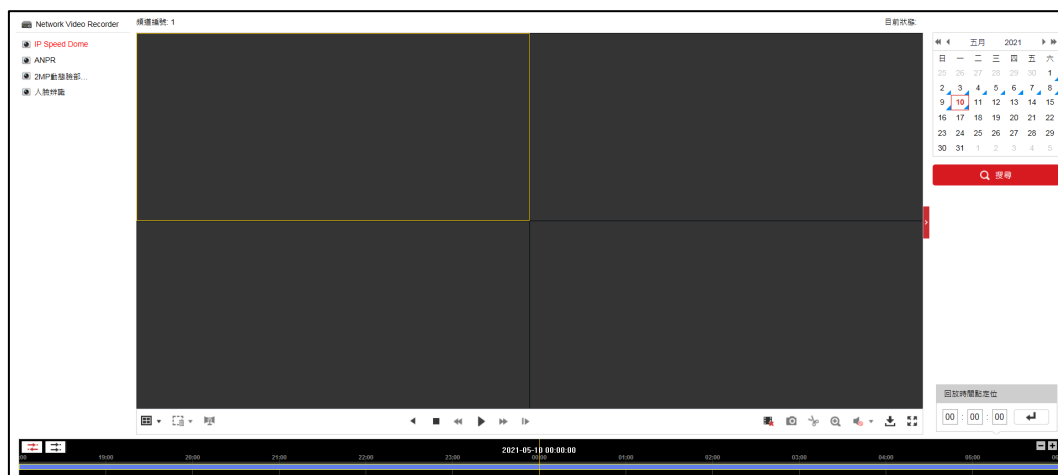 Network Video Recorder
頻道編號: 1
目前狀態:
IP Speed Dome
ANPR
2MP動態臉部...
人臉辨識
五月 2021
日 一 二 三 四 五 六
25 26 27 28 29 30 1
2 3 4 5 6 7 8
9 10 11 12 13 14 15
16 17 18 19 20 21 22
23 24 25 26 27 28 29
30 31 1 2 3 4 5
搜尋
回放時間點定位
00 : 00 : 00
2021-05-10 00:00:00
:00 19:00 20:00 21:00 22:00 23:00 00:00 01:00 02:00 03:00 04:00 05:00 06